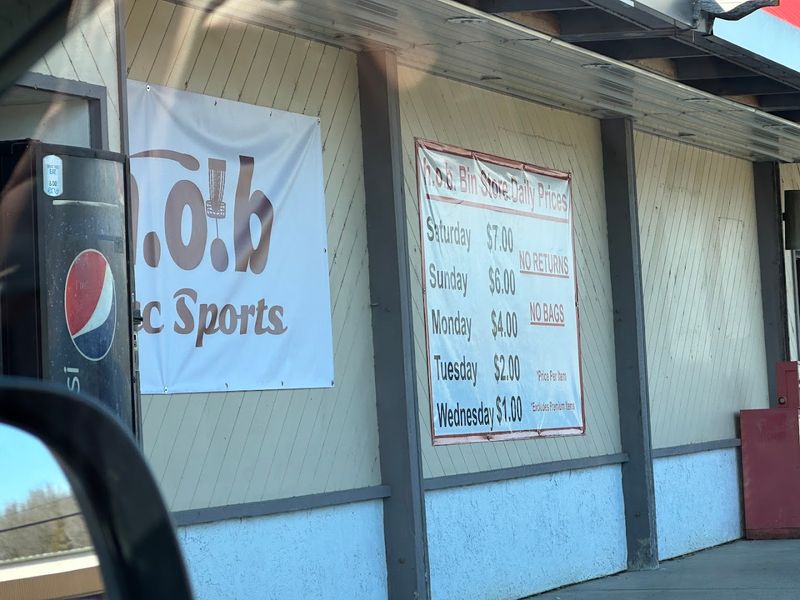 .o!b
c Sports
pepsi
h.o.b. Bin Store Daily Prices
Saturday $7.00
Sunday $6.00
Monday $4.00
Tuesday $2.00
Wednesday $1.00
NO RETURNS
NO BAGS
*Price Per Item
*Excludes Premium Items